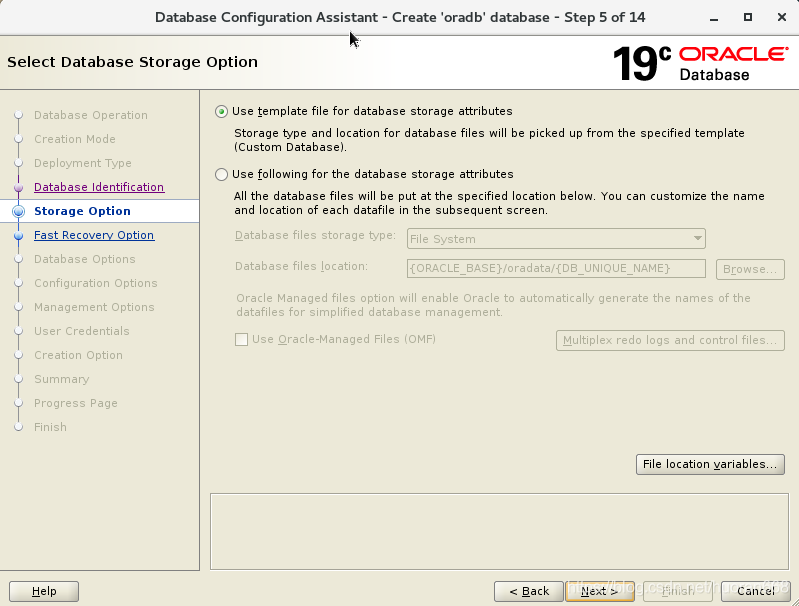 Database Configuration Assistant - Create 'oradb' database - Step 5 of 14
Select Database Storage Option
19c ORACLE
Database
Database Operation
Creation Mode
Deployment Type
Database Identification
Storage Option
Fast Recovery Option
Database Options
Configuration Options
Management Options
User Credentials
Creation Option
Summary
Progress Page
Finish
Use template file for database storage attributes
Storage type and location for database files will be picked up from the specified template
(Custom Database).
Use following for the database storage attributes
All the database files will be put at the specified location below. You can customize the name
and location of each datafile in the subsequent screen.
Database files storage type: File System
Database files location: {ORACLE_BASE}/oradata/{DB_UNIQUE_NAME} Browse...
Oracle Managed files option will enable Oracle to automatically generate the names of the
datafiles for simplified database management.
Use Oracle-Managed Files (OMF) Multiplex redo logs and control files...
File location variables...
Help < Back Next > Finish Cancel